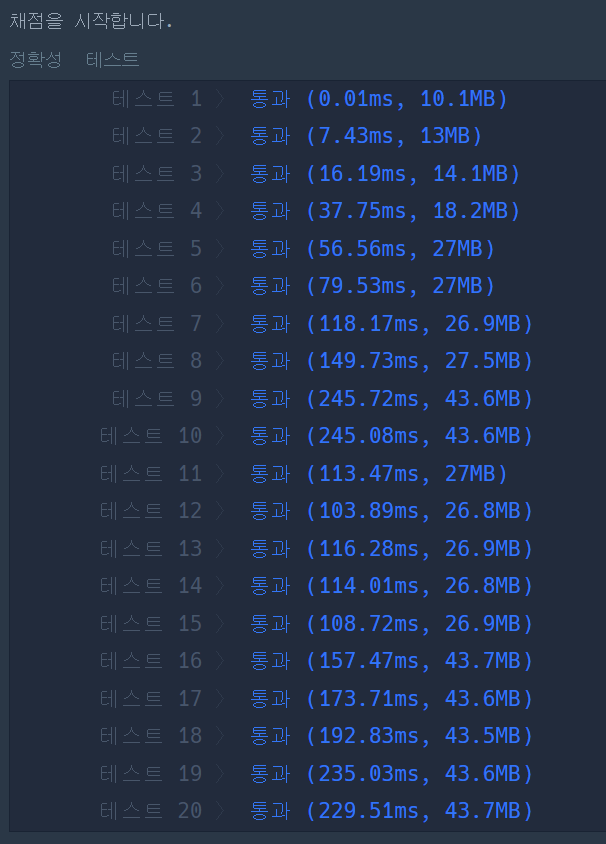 채점을 시작합니다.
정확성 테스트
테스트 1 〉 통과 (0.01ms, 10.1MB)
테스트 2 〉 통과 (7.43ms, 13MB)
테스트 3 〉 통과 (16.19ms, 14.1MB)
테스트 4 〉 통과 (37.75ms, 18.2MB)
테스트 5 〉 통과 (56.56ms, 27MB)
테스트 6 〉 통과 (79.53ms, 27MB)
테스트 7 〉 통과 (118.17ms, 26.9MB)
테스트 8 〉 통과 (149.73ms, 27.5MB)
테스트 9 〉 통과 (245.72ms, 43.6MB)
테스트 10 〉 통과 (245.08ms, 43.6MB)
테스트 11 〉 통과 (113.47ms, 27MB)
테스트 12 〉 통과 (103.89ms, 26.8MB)
테스트 13 〉 통과 (116.28ms, 26.9MB)
테스트 14 〉 통과 (114.01ms, 26.8MB)
테스트 15 〉 통과 (108.72ms, 26.9MB)
테스트 16 〉 통과 (157.47ms, 43.7MB)
테스트 17 〉 통과 (173.71ms, 43.6MB)
테스트 18 〉 통과 (192.83ms, 43.5MB)
테스트 19 〉 통과 (235.03ms, 43.6MB)
테스트 20 〉 통과 (229.51ms, 43.7MB)